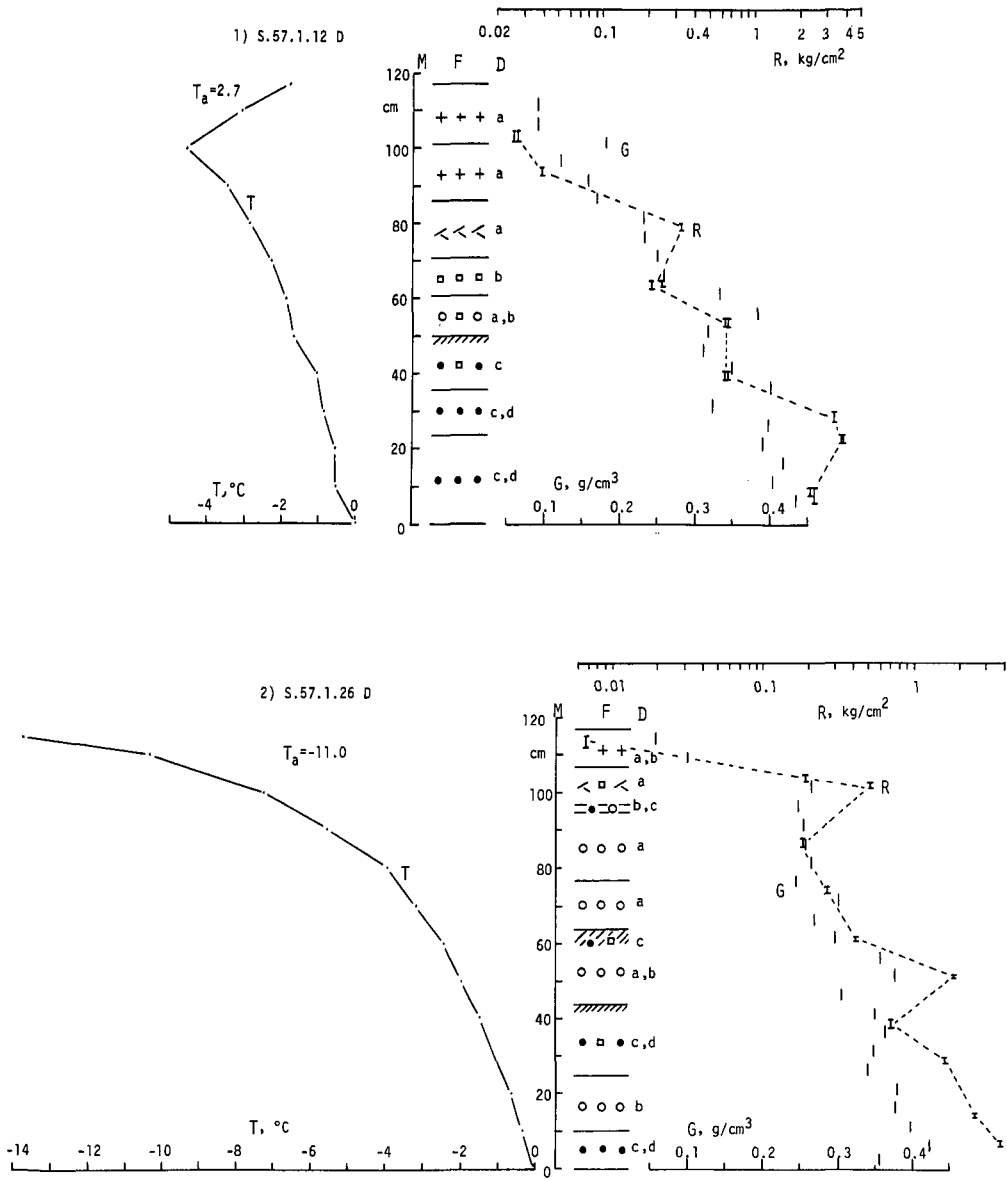 0.02 0.1 0.4 1 2 3 4 5
R, kg/cm2
1) S.57.1.12 D
M F D
120
cm
Ta=2.7
+ + + a
100
G
+ + + a
T
80
a
R
b
60
a,b
40
c
c,d
20
c,d
T,°C
-4 -2 0
G, g/cm3
0.1 0.2 0.3 0.4
0
0.01 0.1 1
R, kg/cm2
2) S.57.1.26 D
M F D
120
cm
Ta=-11.0
+ + a,b
a
R
100
b,c
a
80
T
G
a
60
c
a,b
40
c,d
20
b
c,d
T, °C
-14 -10 -8 -6 -4 -2 0
G, g/cm3
0.1 0.2 0.3 0.4
0